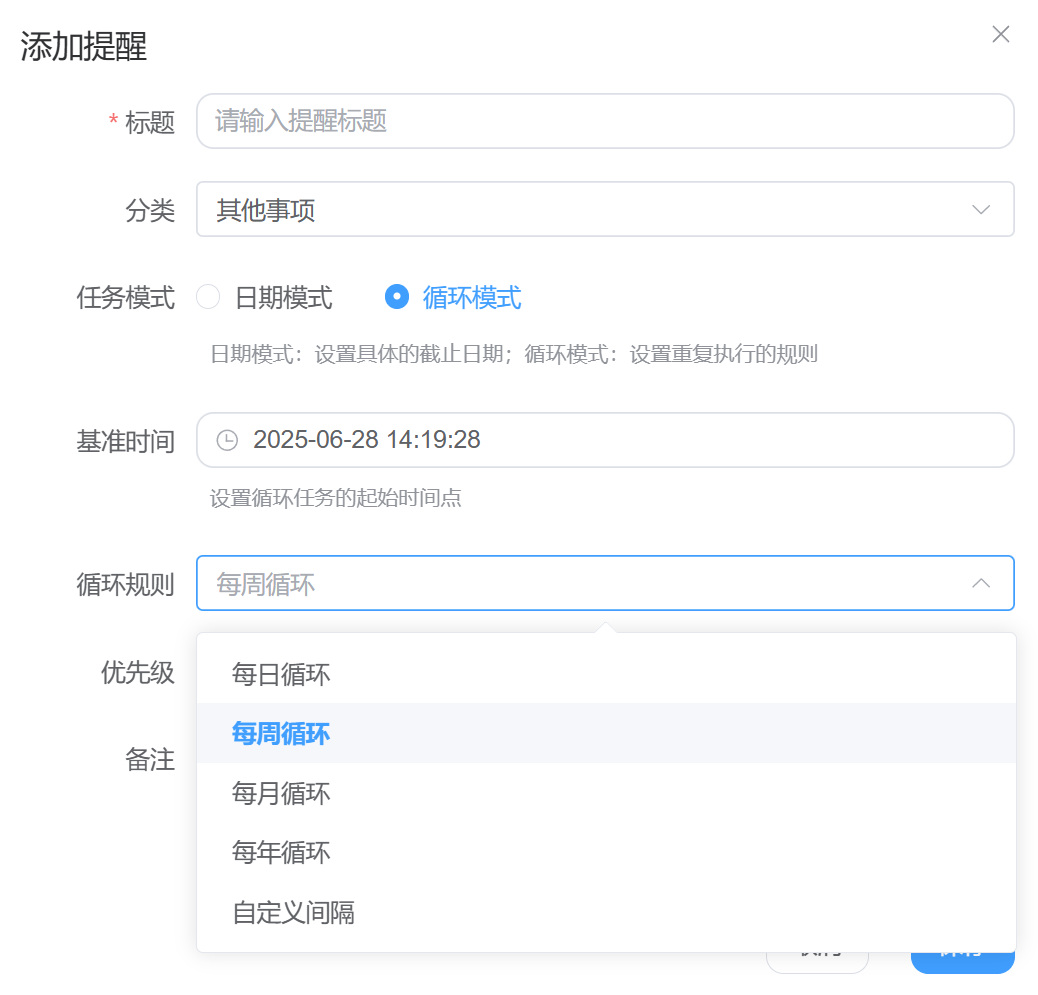 添加提醒
* 标题 请输入提醒标题
分类 其他事项
任务模式 日期模式 循环模式
日期模式：设置具体的截止日期；循环模式：设置重复执行的规则
基准时间 2025-06-28 14:19:28
设置循环任务的起始时间点
循环规则 每周循环
优先级
每日循环
每周循环
备注
每月循环
每年循环
自定义间隔